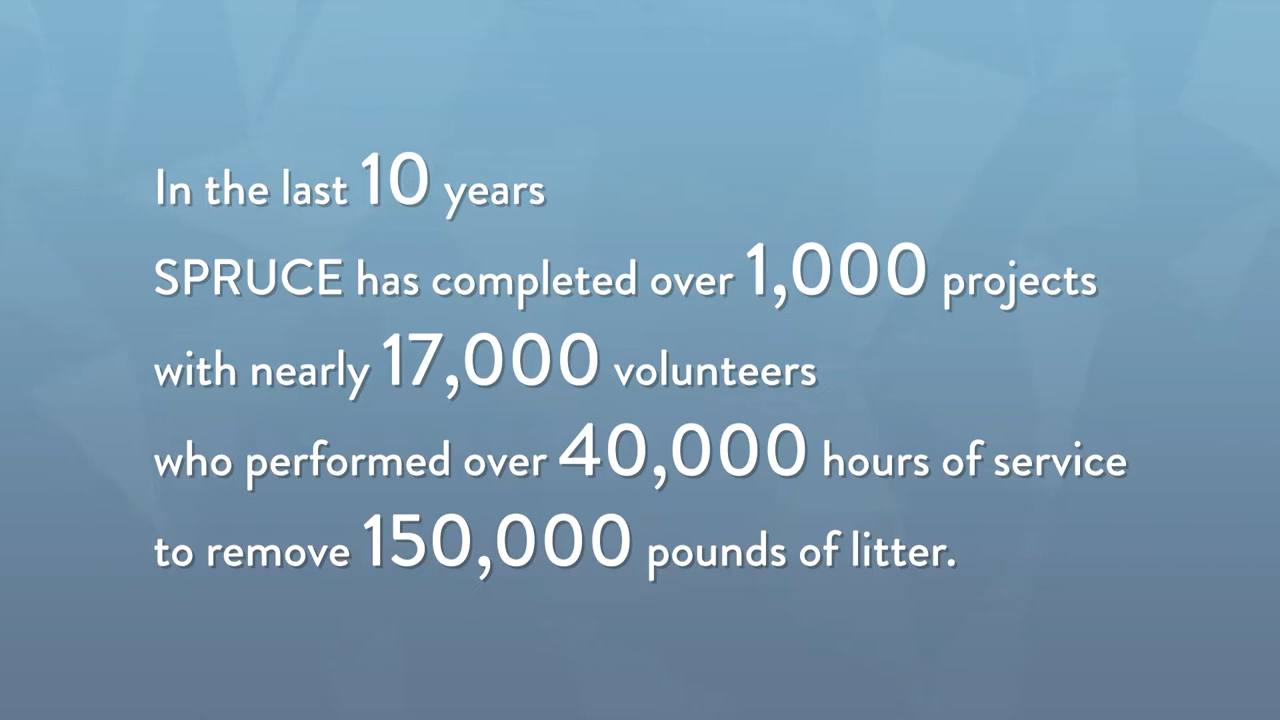 In the last 10 years
SPRUCE has completed over 1,000 projects
with nearly 17,000 volunteers
who performed over 40,000 hours of service
to remove 150,000 pounds of litter.